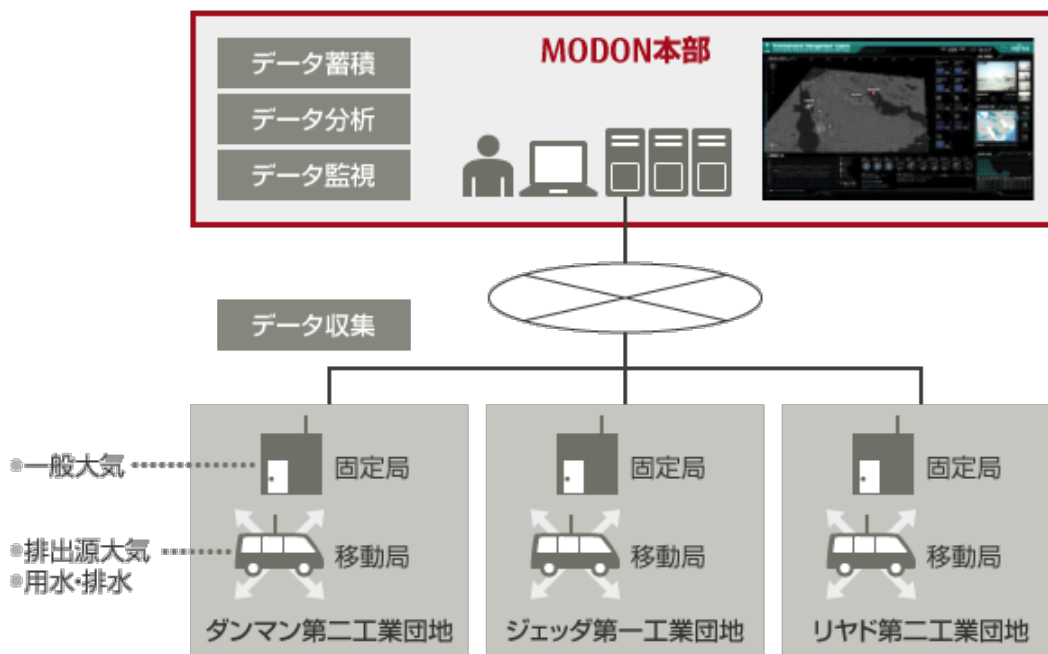 MODON本部
データ蓄積
データ分析
データ監視
データ収集
●一般大気
固定局
固定局
固定局
●排出源大気
●用水・排水
移動局
移動局
移動局
ダンマン第二工業団地
ジェッダ第一工業団地
リヤド第二工業団地